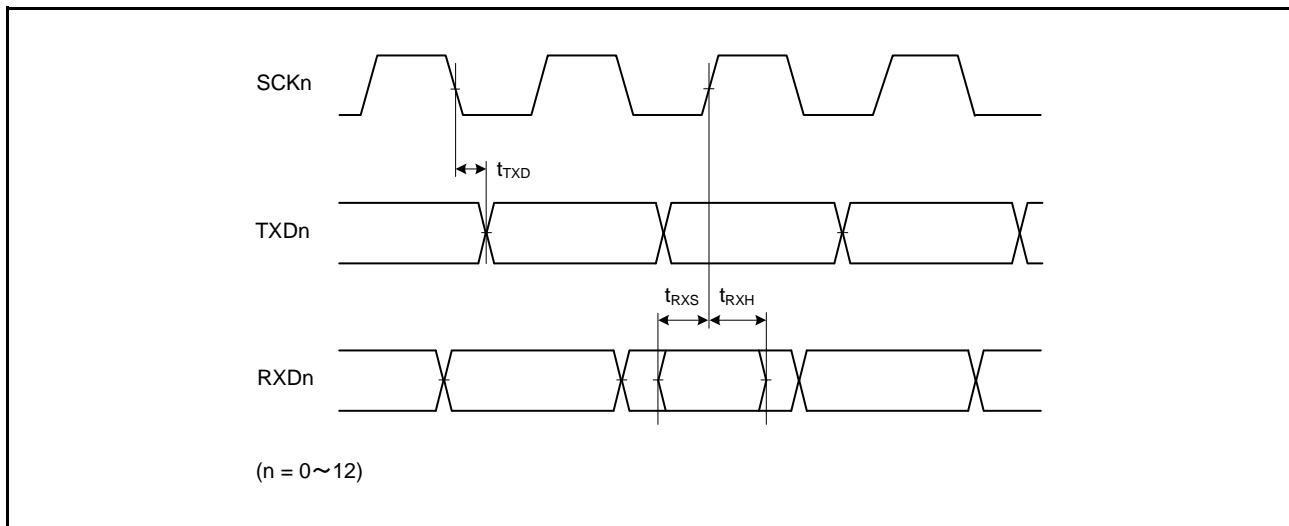 SCKn
tTXD
TXDn
tRXS tRXH
RXDn
(n = 0～12)